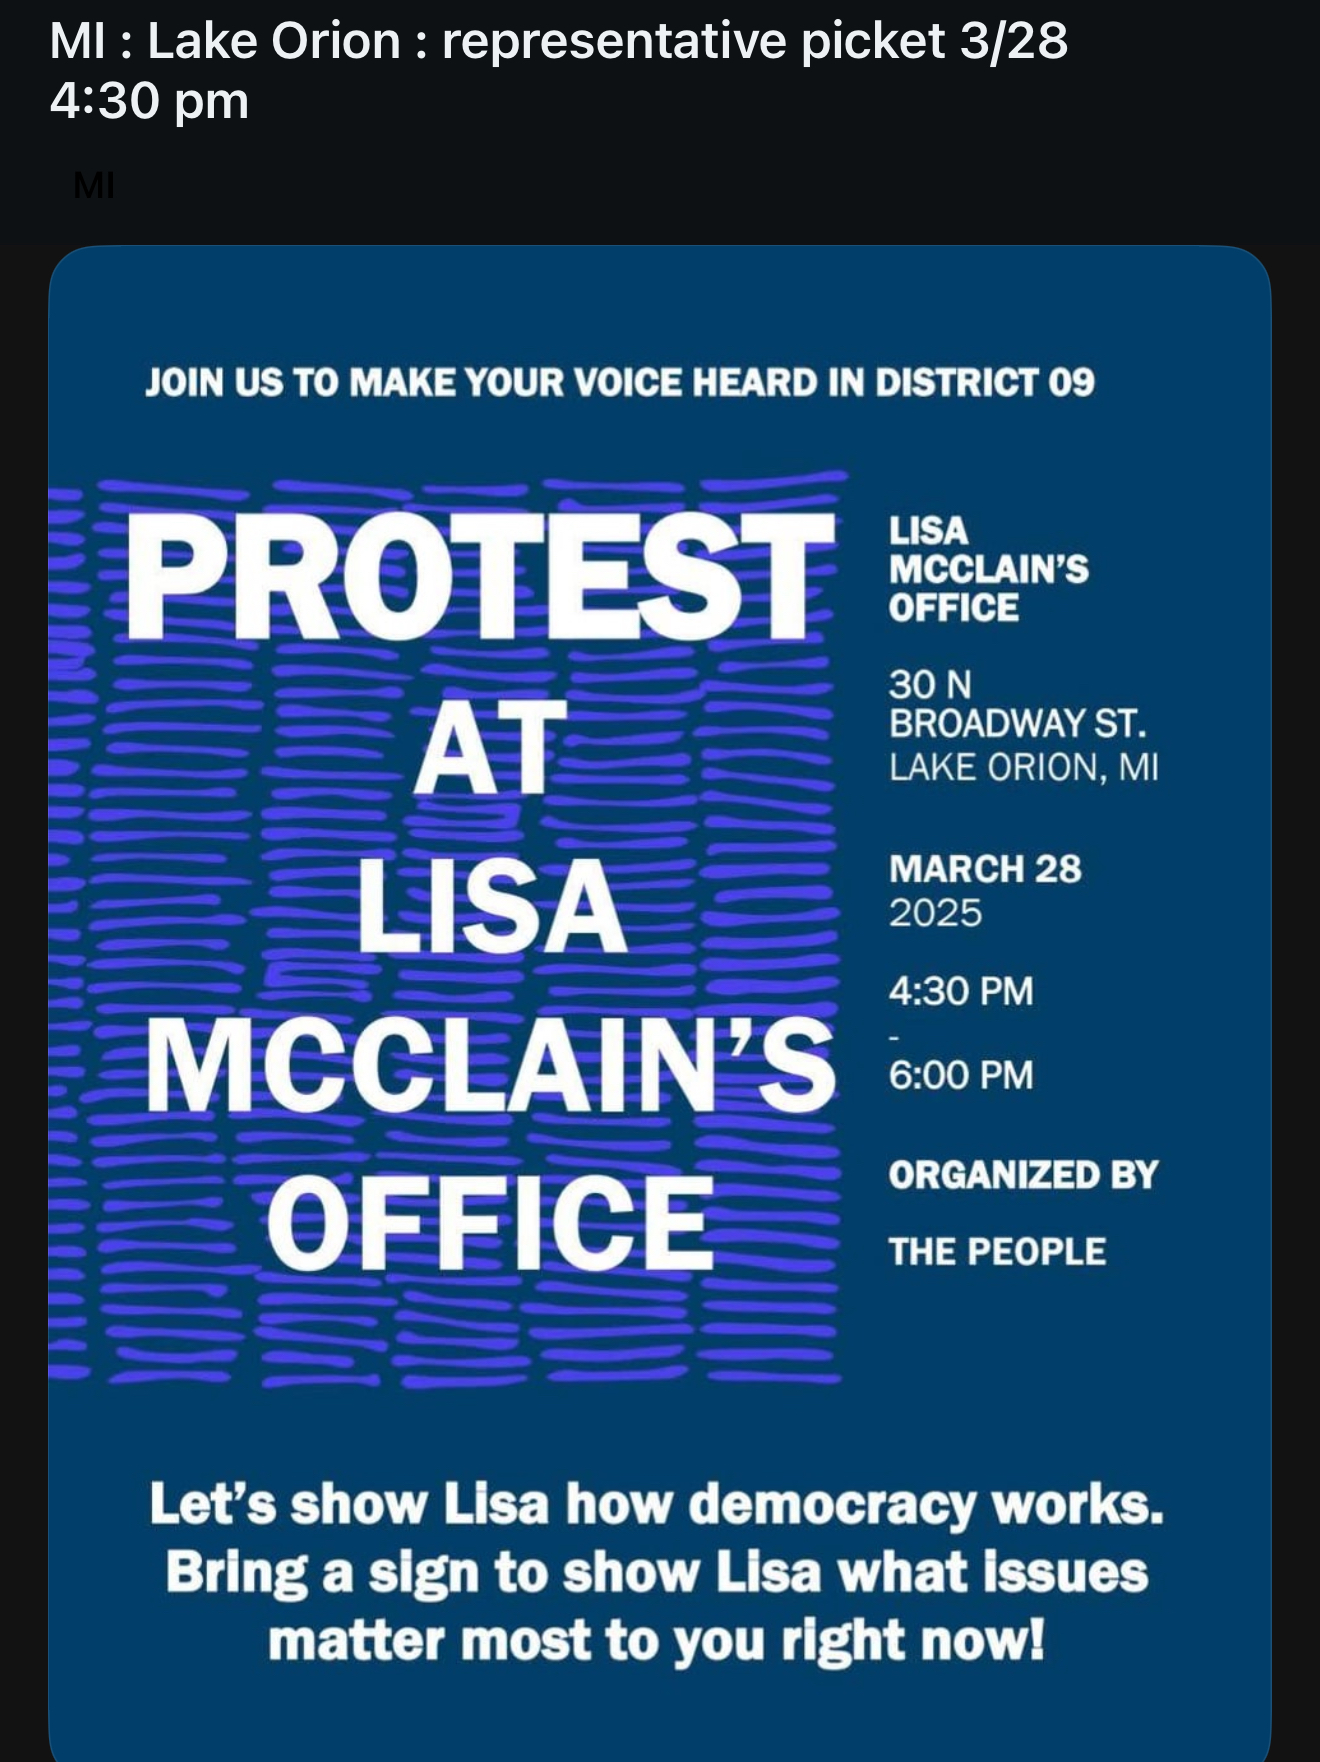 MI : Lake Orion : representative picket 3/28
4:30 pm
MI
JOIN US TO MAKE YOUR VOICE HEARD IN DISTRICT 09
PROTEST
AT
LISA
MCCLAIN'S
OFFICE
LISA
MCCLAIN'S
OFFICE
30 N
BROADWAY ST.
LAKE ORION, MI
MARCH 28
2025
4:30 PM
-
6:00 PM
ORGANIZED BY
THE PEOPLE
Let's show Lisa how democracy works.
Bring a sign to show Lisa what issues
matter most to you right now!